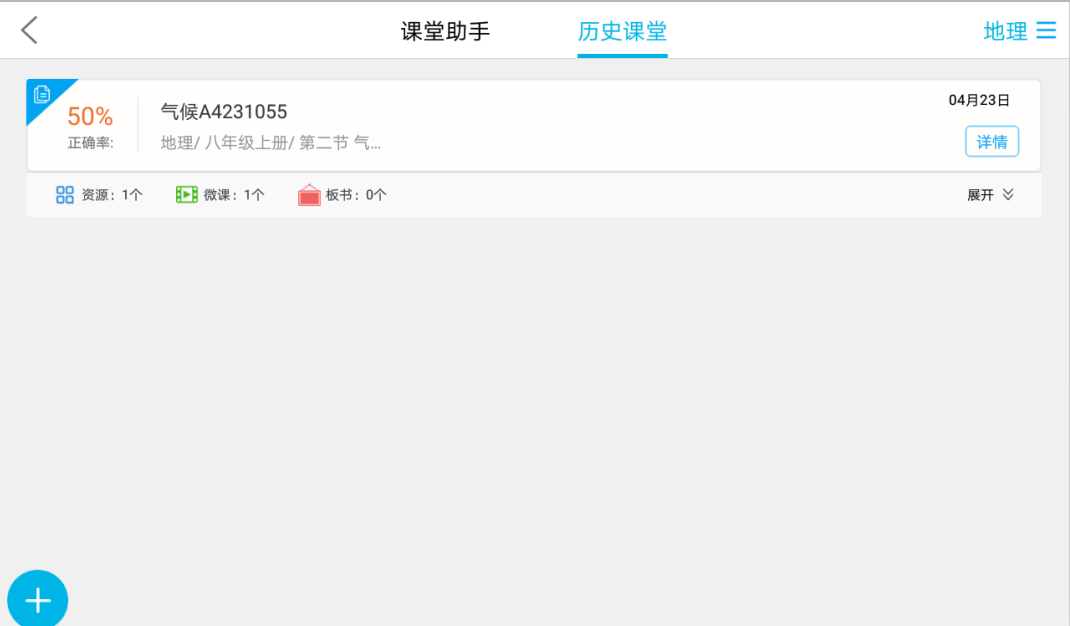 课堂助手 历史课堂 地理
50% 气候A4231055 04月23日
正确率: 地理/ 八年级上册/ 第二节 气... 详情
资源: 1个 微课: 1个 板书: 0个 展开